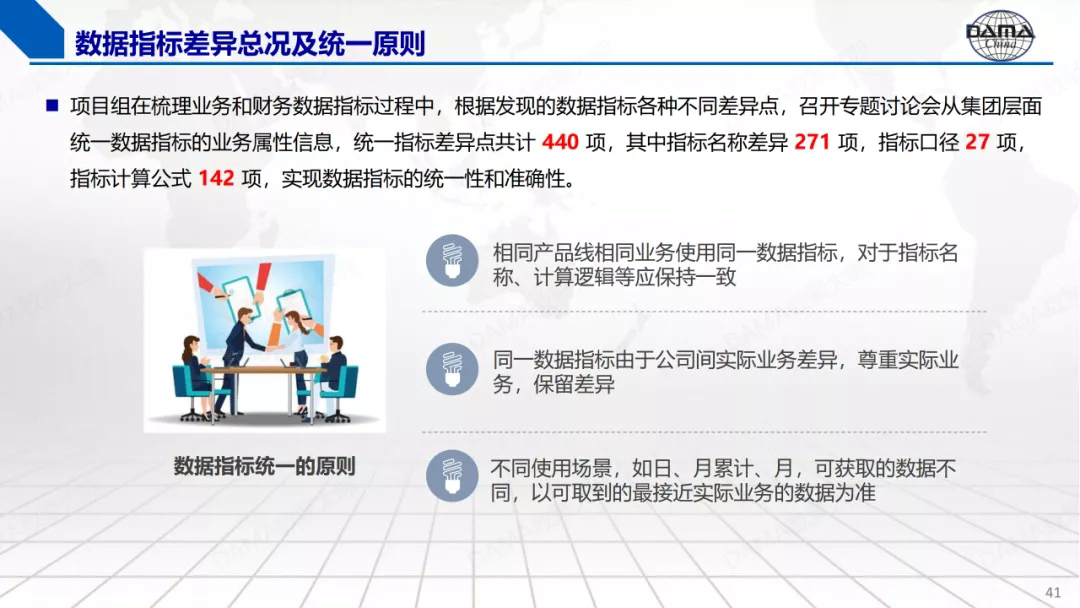 数据指标差异总况及统一原则
DAMA
China
■ 项目组在梳理业务和财务数据指标过程中，根据发现的数据指标各种不同差异点，召开专题讨论会从集团层面
统一数据指标的业务属性信息，统一指标差异点共计 440 项，其中指标名称差异 271 项，指标口径 27 项，
指标计算公式 142 项，实现数据指标的统一性和准确性。
相同产品线相同业务使用同一数据指标，对于指标名
称、计算逻辑等应保持一致
同一数据指标由于公司间实际业务差异，尊重实际业
务，保留差异
数据指标统一的原则
不同使用场景，如日、月累计、月，可获取的数据不
同，以可取到的最接近实际业务的数据为准
41